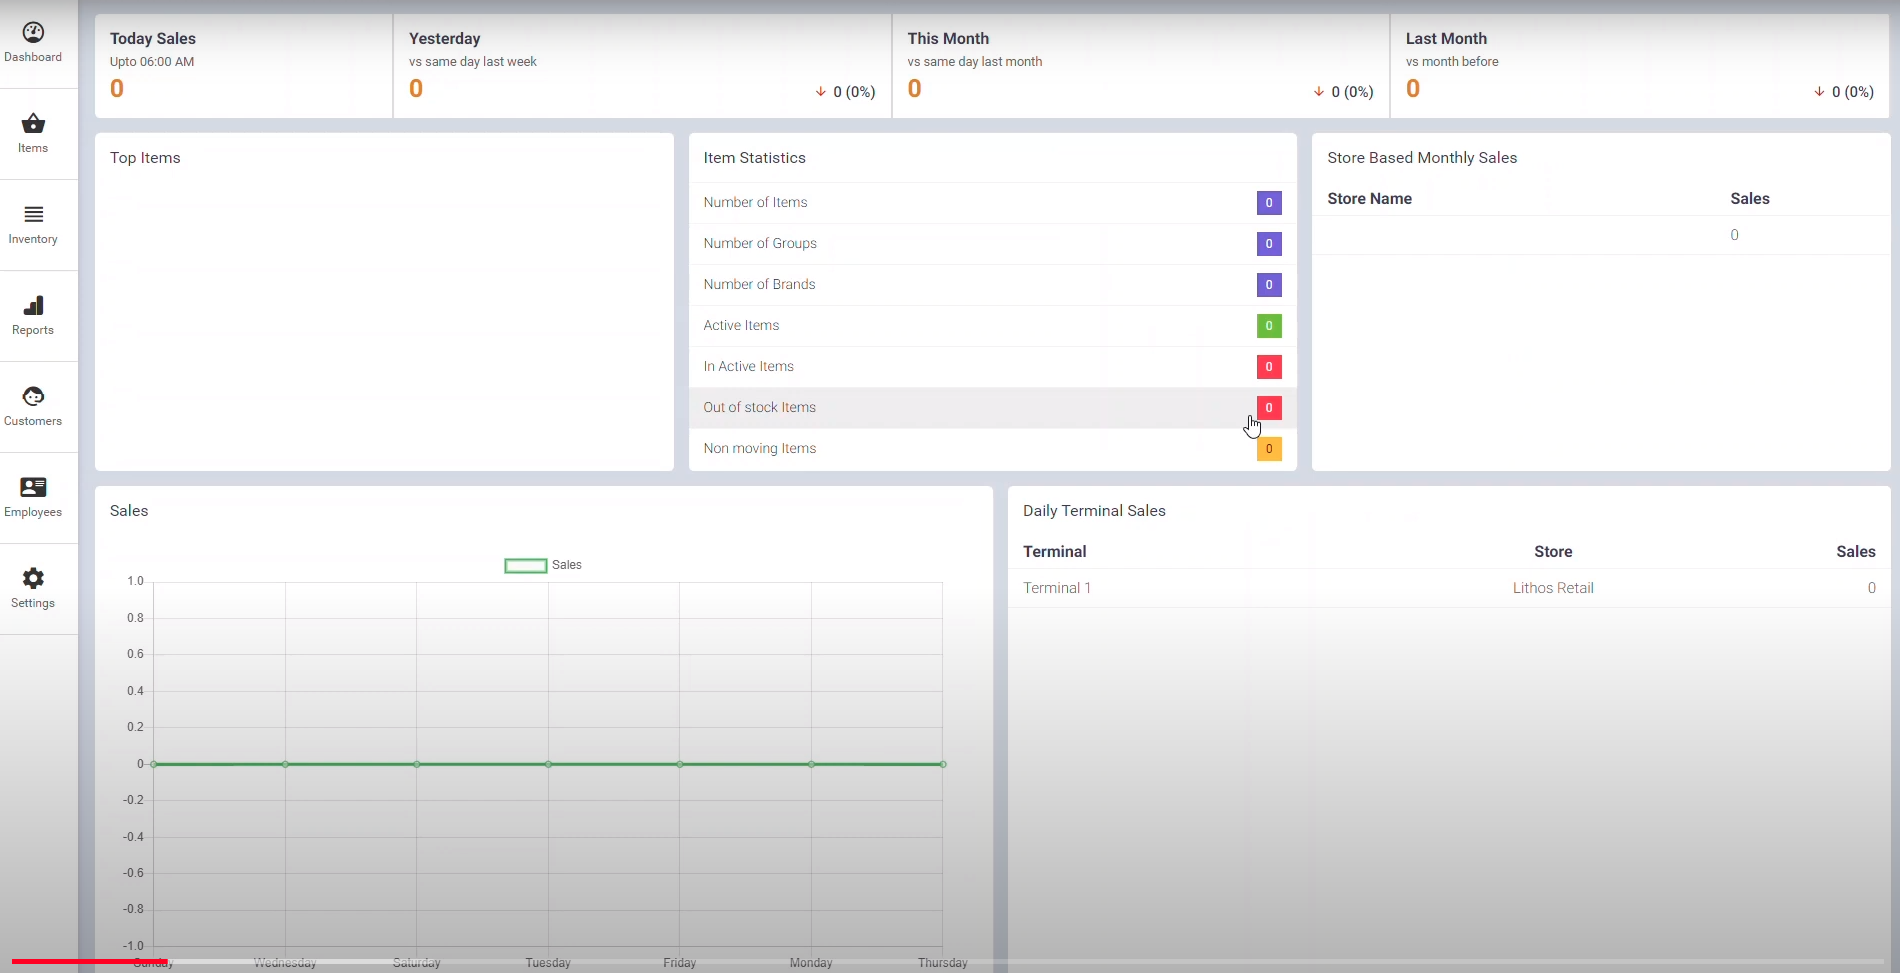 Dashboard
Items
Inventory
Reports
Customers
Employees
Settings
Today Sales
Upto 06:00 AM
0
Yesterday
vs same day last week
0
0 (0%)
This Month
vs same day last month
0
0 (0%)
Last Month
vs month before
0
0 (0%)
Top Items
Item Statistics
Number of Items 0
Number of Groups 0
Number of Brands 0
Active Items 0
In Active Items 0
Out of stock Items 0
Non moving Items 0
Store Based Monthly Sales
Store Name Sales
0
Sales
Sales
1.0
0.8
0.6
0.4
0.2
0
-0.2
-0.4
-0.6
-0.8
-1.0
Sunday Wednesday Saturday Tuesday Friday Monday Thursday
Daily Terminal Sales
Terminal Store Sales
Terminal 1 Lithos Retail 0